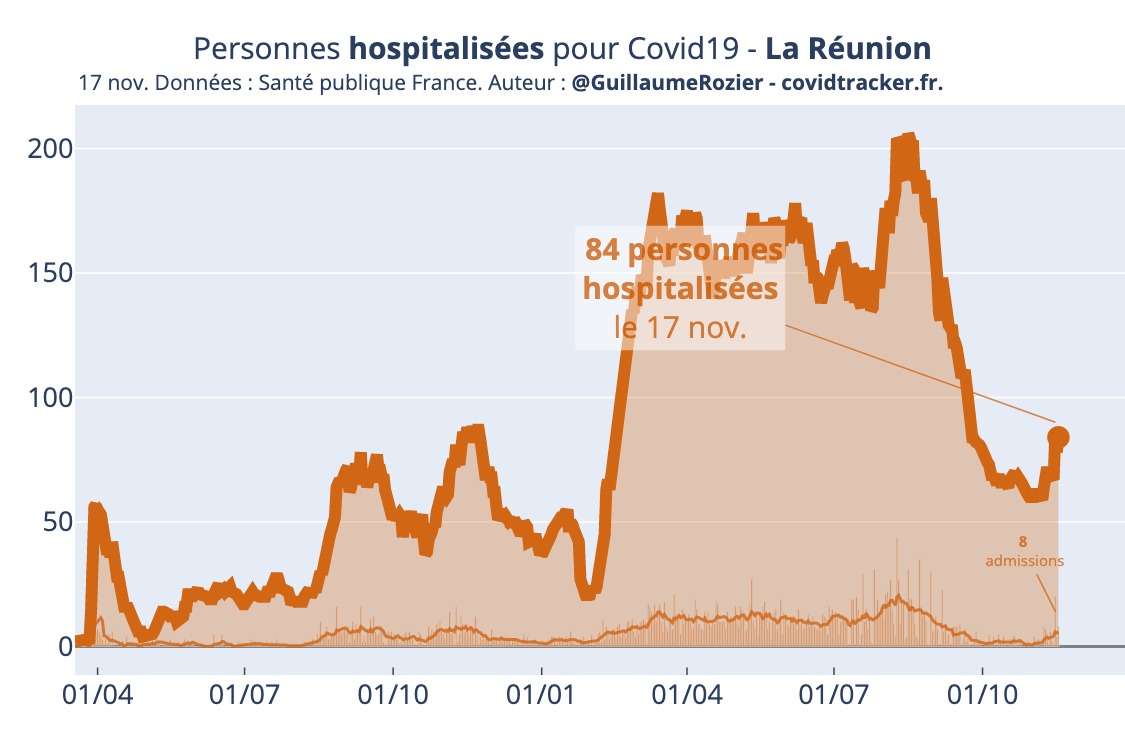 Personnes hospitalisées pour Covid19 - La Réunion
17 nov. Données : Santé publique France. Auteur : @GuillaumeRozier - covidtracker.fr.
200
150
100
50
0
84 personnes
hospitalisées
le 17 nov.
8
admissions
01/04 01/07 01/10 01/01 01/04 01/07 01/10